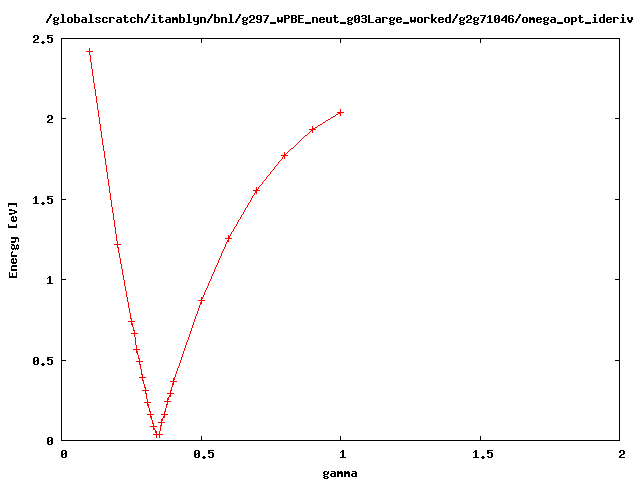 /globalscratch/itamblyn/bnl/g297_wPBE_neut_g03Large_worked/g2g71046/omega_opt_ideriv
2.5
2
1.5
1
0.5
0
Energy [eV]
0 0.5 1 1.5 2
gamma